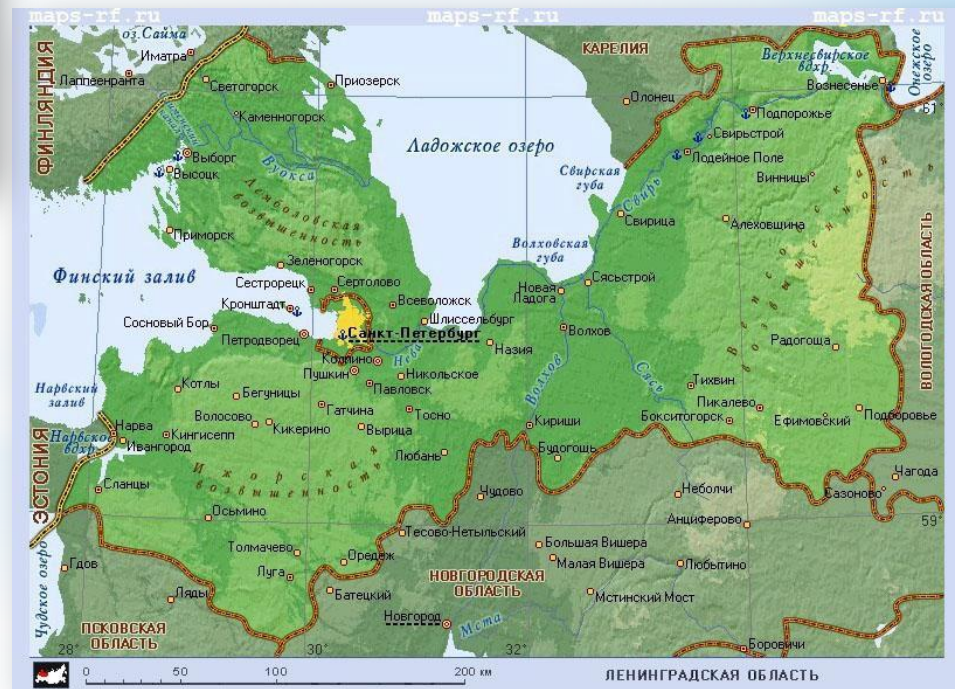 maps-rf.ru
maps-rf.ru
maps-rf.ru
оз.Сайма
Иматра
Лаппеенранта
ФИНЛЯНДИЯ
Светогорск
Приозерск
Каменногорск
КАРЕЛИЯ
Олонец
Верхнесвирское
вдхр.
Онежское
озеро
Вознесенье
61°
Подпорожье
Свирьстрой
Лодейное Поле
Винницы
Выборг
Высоцк
Вуокса
Ладожское озеро
Свирская
губа
Свирь
Лемболовская
возвышенность
Приморск
Свирица
Алеховщина
Вепсовская
возвышенность
ВОЛОГОДСКАЯ ОБЛАСТЬ
Волховская
губа
Зеленогорск
Финский залив
Сестрорецк
Сертолово
Новая
Ладога
Сясьстрой
Кронштадт
Всеволожск
Шлиссельбург
Сосновый Бор
Санкт-Петербург
Петродворец
Волхов
Назия
Радогоща
Колпино
Нева
Пушкин
Никольское
Павловск
Нарвский
залив
Котлы
Бегуницы
Волхов
Сясь
Тихвин
Пикалево
Гатчина
Тосно
Волосово
Кикерино
Вырица
Кириши
Бокситогорск
Ефимовский
Подборовье
Нарва
Нарвское
вдхр.
Ивангород
Кингисепп
Любань
Будогощь
ЭСТОНИЯ
Ижорская
возвышенность
Сланцы
Чудово
Неболчи
Чагода
Сазоново
Осьмино
Анциферово
59°
Тесово-Нетыльский
Толмачево
Большая Вишера
Малая Вишера
Любытино
Оредеж
Чудское озеро
Гдов
Луга
НОВГОРОДСКАЯ
ОБЛАСТЬ
Ляды
Батецкий
Мстинский Мост
Новгород
Мста
ПСКОВСКАЯ
ОБЛАСТЬ
Боровичи
28°
30°
32°
0 50 100 200 км
ЛЕНИНГРАДСКАЯ ОБЛАСТЬ